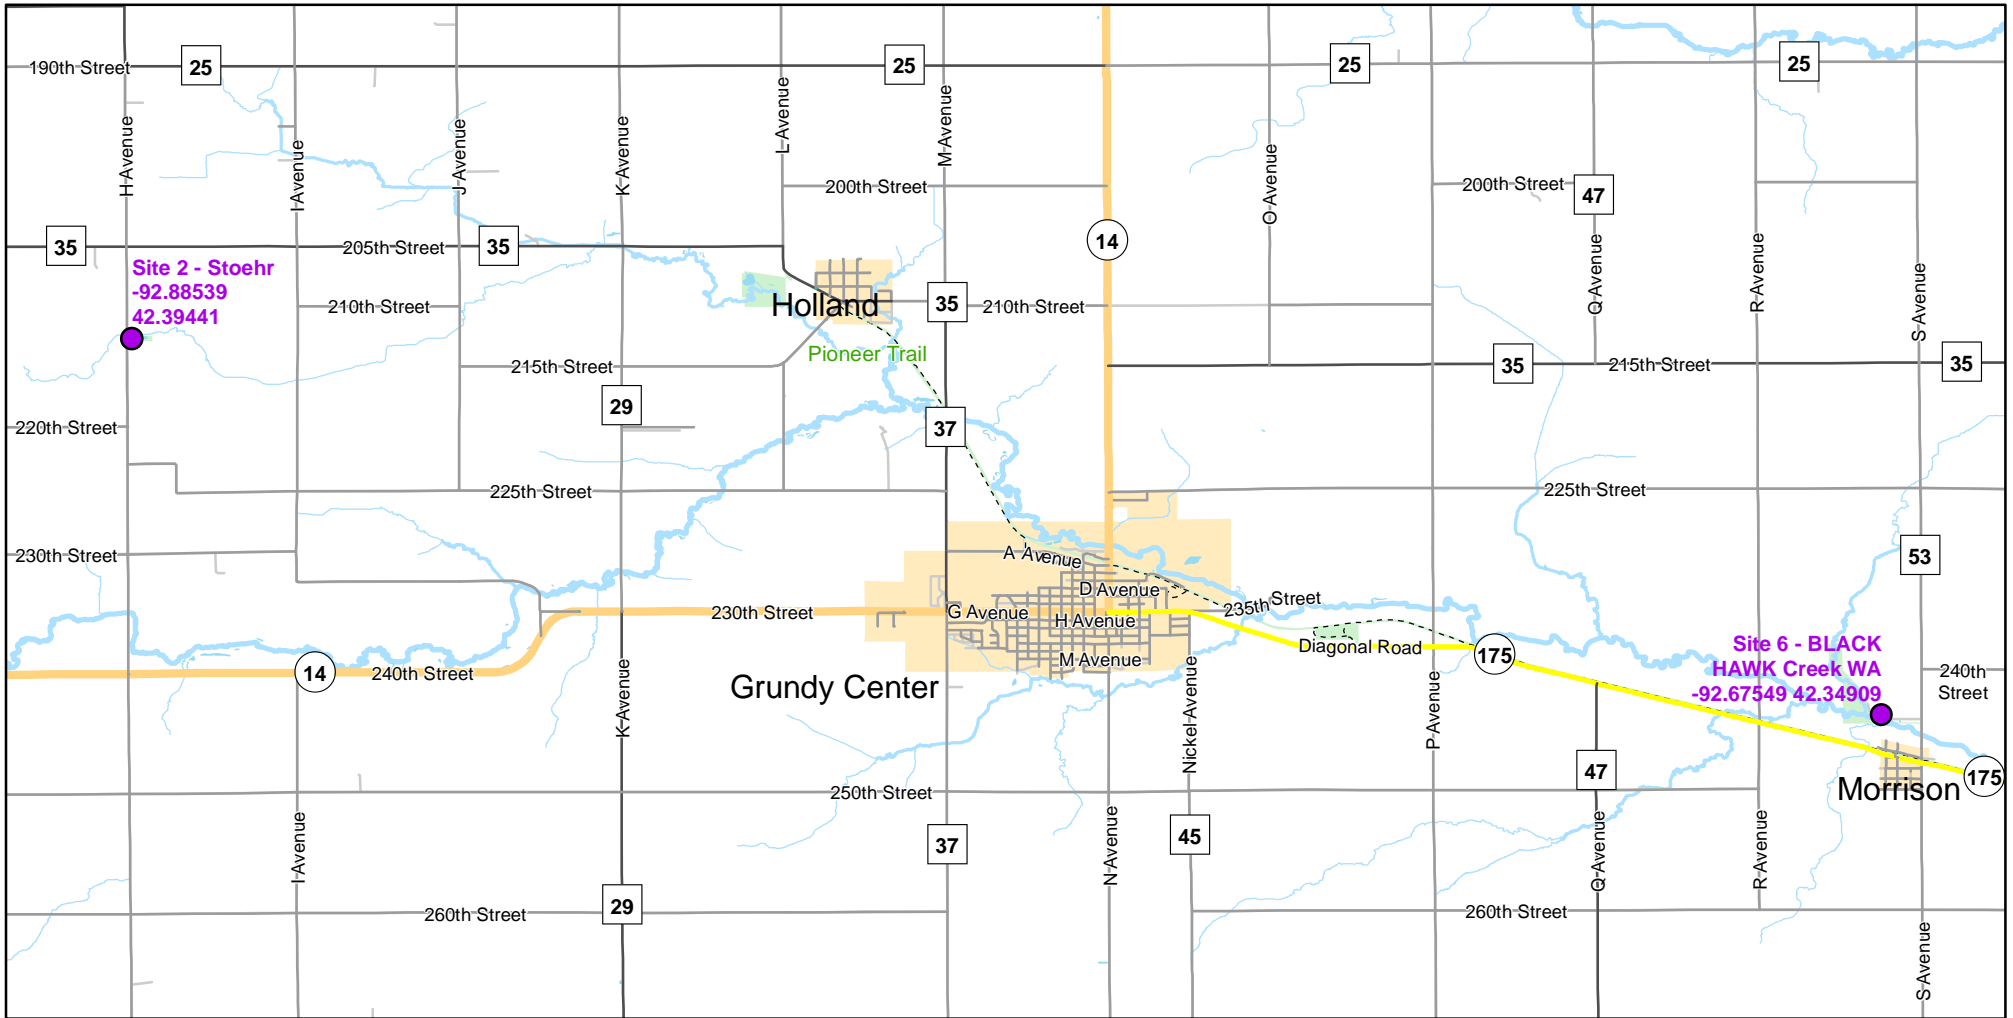 190th Street
25
25
25
25
H Avenue
I Avenue
J Avenue
K Avenue
L Avenue
M Avenue
O Avenue
200th Street
200th Street
47
Q Avenue
R Avenue
S Avenue
35
205th Street
35
14
Site 2 - Stoehr
-92.88539
42.39441
210th Street
Holland
35
210th Street
Pioneer Trail
215th Street
35
215th Street
35
29
220th Street
37
225th Street
225th Street
230th Street
A Avenue
53
D Avenue
235th Street
230th Street
G Avenue
H Avenue
Diagonal Road
175
Site 6 - BLACK
HAWK Creek WA
-92.67549 42.34909
M Avenue
14
240th Street
Grundy Center
240th
Street
K Avenue
Nickel Avenue
P Avenue
47
175
Morrison
250th Street
37
45
I Avenue
N Avenue
Q Avenue
R Avenue
29
260th Street
260th Street
S Avenue